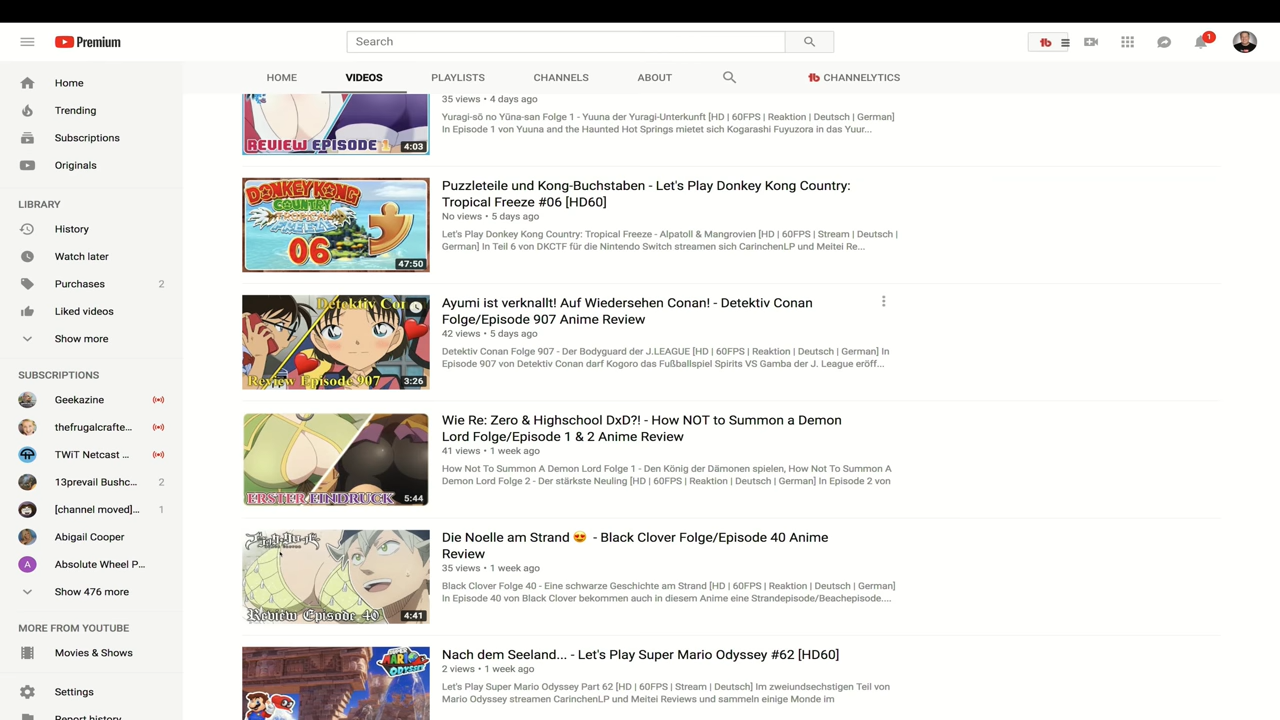 Premium
Search
1
HOME
VIDEOS
PLAYLISTS
CHANNELS
ABOUT
CHANNELYTICS
Home
Trending
Subscriptions
Originals
LIBRARY
History
Watch later
Purchases 2
Liked videos
Show more
SUBSCRIPTIONS
Geekazine
thefrugalcrafte...
TWiT Netcast ...
13prevail Bushc... 2
[channel moved]... 1
Abigail Cooper
A Absolute Wheel P...
Show 476 more
MORE FROM YOUTUBE
Movies & Shows
Settings
Report history
REVIEW EPISODE 1
4:03
35 views • 4 days ago
Yuragi-sō no Yūna-san Folge 1 - Yuuna der Yuragi-Unterkunft [HD | 60FPS | Reaktion | Deutsch | German]
In Episode 1 von Yuuna and the Haunted Hot Springs mietet sich Kogarashi Fuyuzora in das Yuur...
DONKEY KONG
COUNTRY
TROPICAL FREEZE
06
47:50
Puzzleteile und Kong-Buchstaben - Let's Play Donkey Kong Country:
Tropical Freeze #06 [HD60]
No views • 5 days ago
Let's Play Donkey Kong Country: Tropical Freeze - Alpatoll & Mangrovien [HD | 60FPS | Stream | Deutsch |
German] In Teil 6 von DKCTF für die Nintendo Switch streamen sich CarinchenLP und Meitei Re...
Detektiv Con
Review Episode 907
3:26
Ayumi ist verknallt! Auf Wiedersehen Conan! - Detektiv Conan
Folge/Episode 907 Anime Review
42 views • 5 days ago
Detektiv Conan Folge 907 - Der Bodyguard der J.LEAGUE [HD | 60FPS | Reaktion | Deutsch | German] In
Episode 907 von Detektiv Conan darf Kogoro das Fußballspiel Spirits VS Gamba der J. League eröff...
ERSTER EINDRUCK
5:44
Wie Re: Zero & Highschool DxD?! - How NOT to Summon a Demon
Lord Folge/Episode 1 & 2 Anime Review
41 views • 1 week ago
How Not To Summon A Demon Lord Folge 1 - Den König der Dämonen spielen, How Not To Summon A
Demon Lord Folge 2 - Der stärkste Neuling [HD | 60FPS | Reaktion | Deutsch | German] In Episode 2 von
Review Episode 40
4:41
Die Noelle am Strand 😍 - Black Clover Folge/Episode 40 Anime
Review
35 views • 1 week ago
Black Clover Folge 40 - Eine schwarze Geschichte am Strand [HD | 60FPS | Reaktion | Deutsch | German]
In Episode 40 von Black Clover bekommen auch in diesem Anime eine Strandepisode/Beachepisode....
SUPER MARIO
ODYSSEY
Nach dem Seeland... - Let's Play Super Mario Odyssey #62 [HD60]
2 views • 1 week ago
Let's Play Super Mario Odyssey Part 62 [HD | 60FPS | Stream | Deutsch] Im zweiundsechstigen Teil von
Mario Odyssey streamen CarinchenLP und Meitei Reviews und sammeln einige Monde im